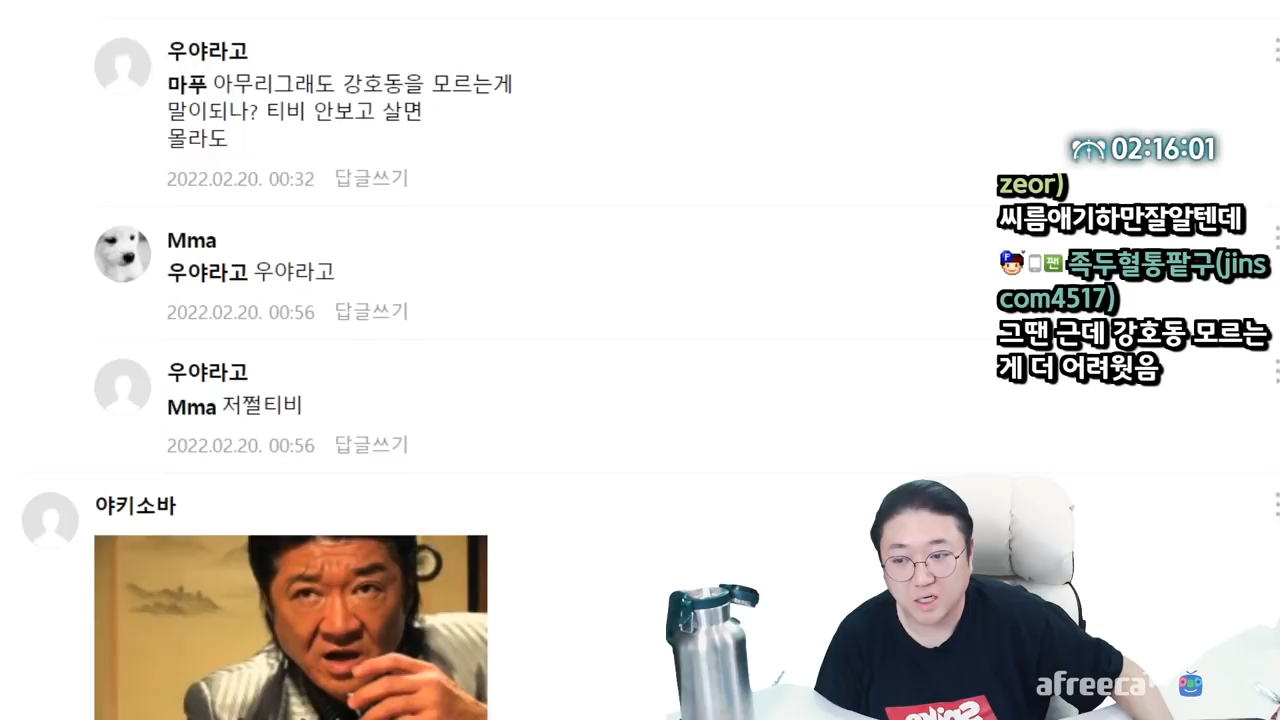 우야라고
마푸 아무리그래도 강호동을 모르는게
말이되나? 티비 안보고 살면
몰라도
2022.02.20. 00:32 답글쓰기
Mma
우야라고 우야라고
2022.02.20. 00:56 답글쓰기
우야라고
Mma 저쩔티비
2022.02.20. 00:56 답글쓰기
야키소바
02:16:01
zeor)
씨름얘기하만잘알텐데
F 팬 족두혈통팥구(jins
com4517)
그땐 근데 강호동 모르는
게 더 어려웟음
afreeca